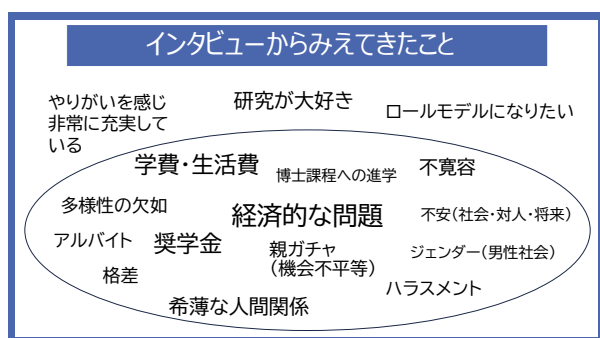 インタビューからみえてきたこと
やりがいを感じ
非常に充実して
いる
研究が大好き
ロールモデルになりたい
学費・生活費
博士課程への進学
不寛容
多様性の欠如
経済的な問題
不安(社会・対人・将来)
アルバイト
奨学金
親ガチャ
(機会不平等)
ジェンダー(男性社会)
格差
ハラスメント
希薄な人間関係